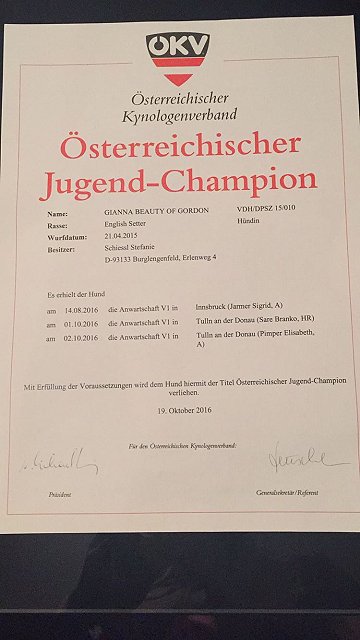 ÖKV
Österreichischer
Kynologenverband
Österreichischer
Jugend-Champion
Name: GIANNA BEAUTY OF GORDON VDH/DPSZ 15/010
Rasse: English Setter Hündin
Wurfdatum: 21.04.2015
Besitzer: Schiessl Stefanie
D-93133 Burglengenfeld, Erlenweg 4
Es erhielt der Hund
am 14.08.2016 die Anwartschaft V1 in Innsbruck (Jarmer Sigrid, A)
am 01.10.2016 die Anwartschaft V1 in Tulln an der Donau (Sare Branko, HR)
am 02.10.2016 die Anwartschaft V1 in Tulln an der Donau (Pimper Elisabeth,
A)
Mit Erfüllung der Voraussetzungen wird dem Hund hiermit der Titel Österreichischer Jugend-Champion
verliehen.
19. Oktober 2016
Für den Österreichischen Kynologenverband:
Präsident Generalsekretär/Referent